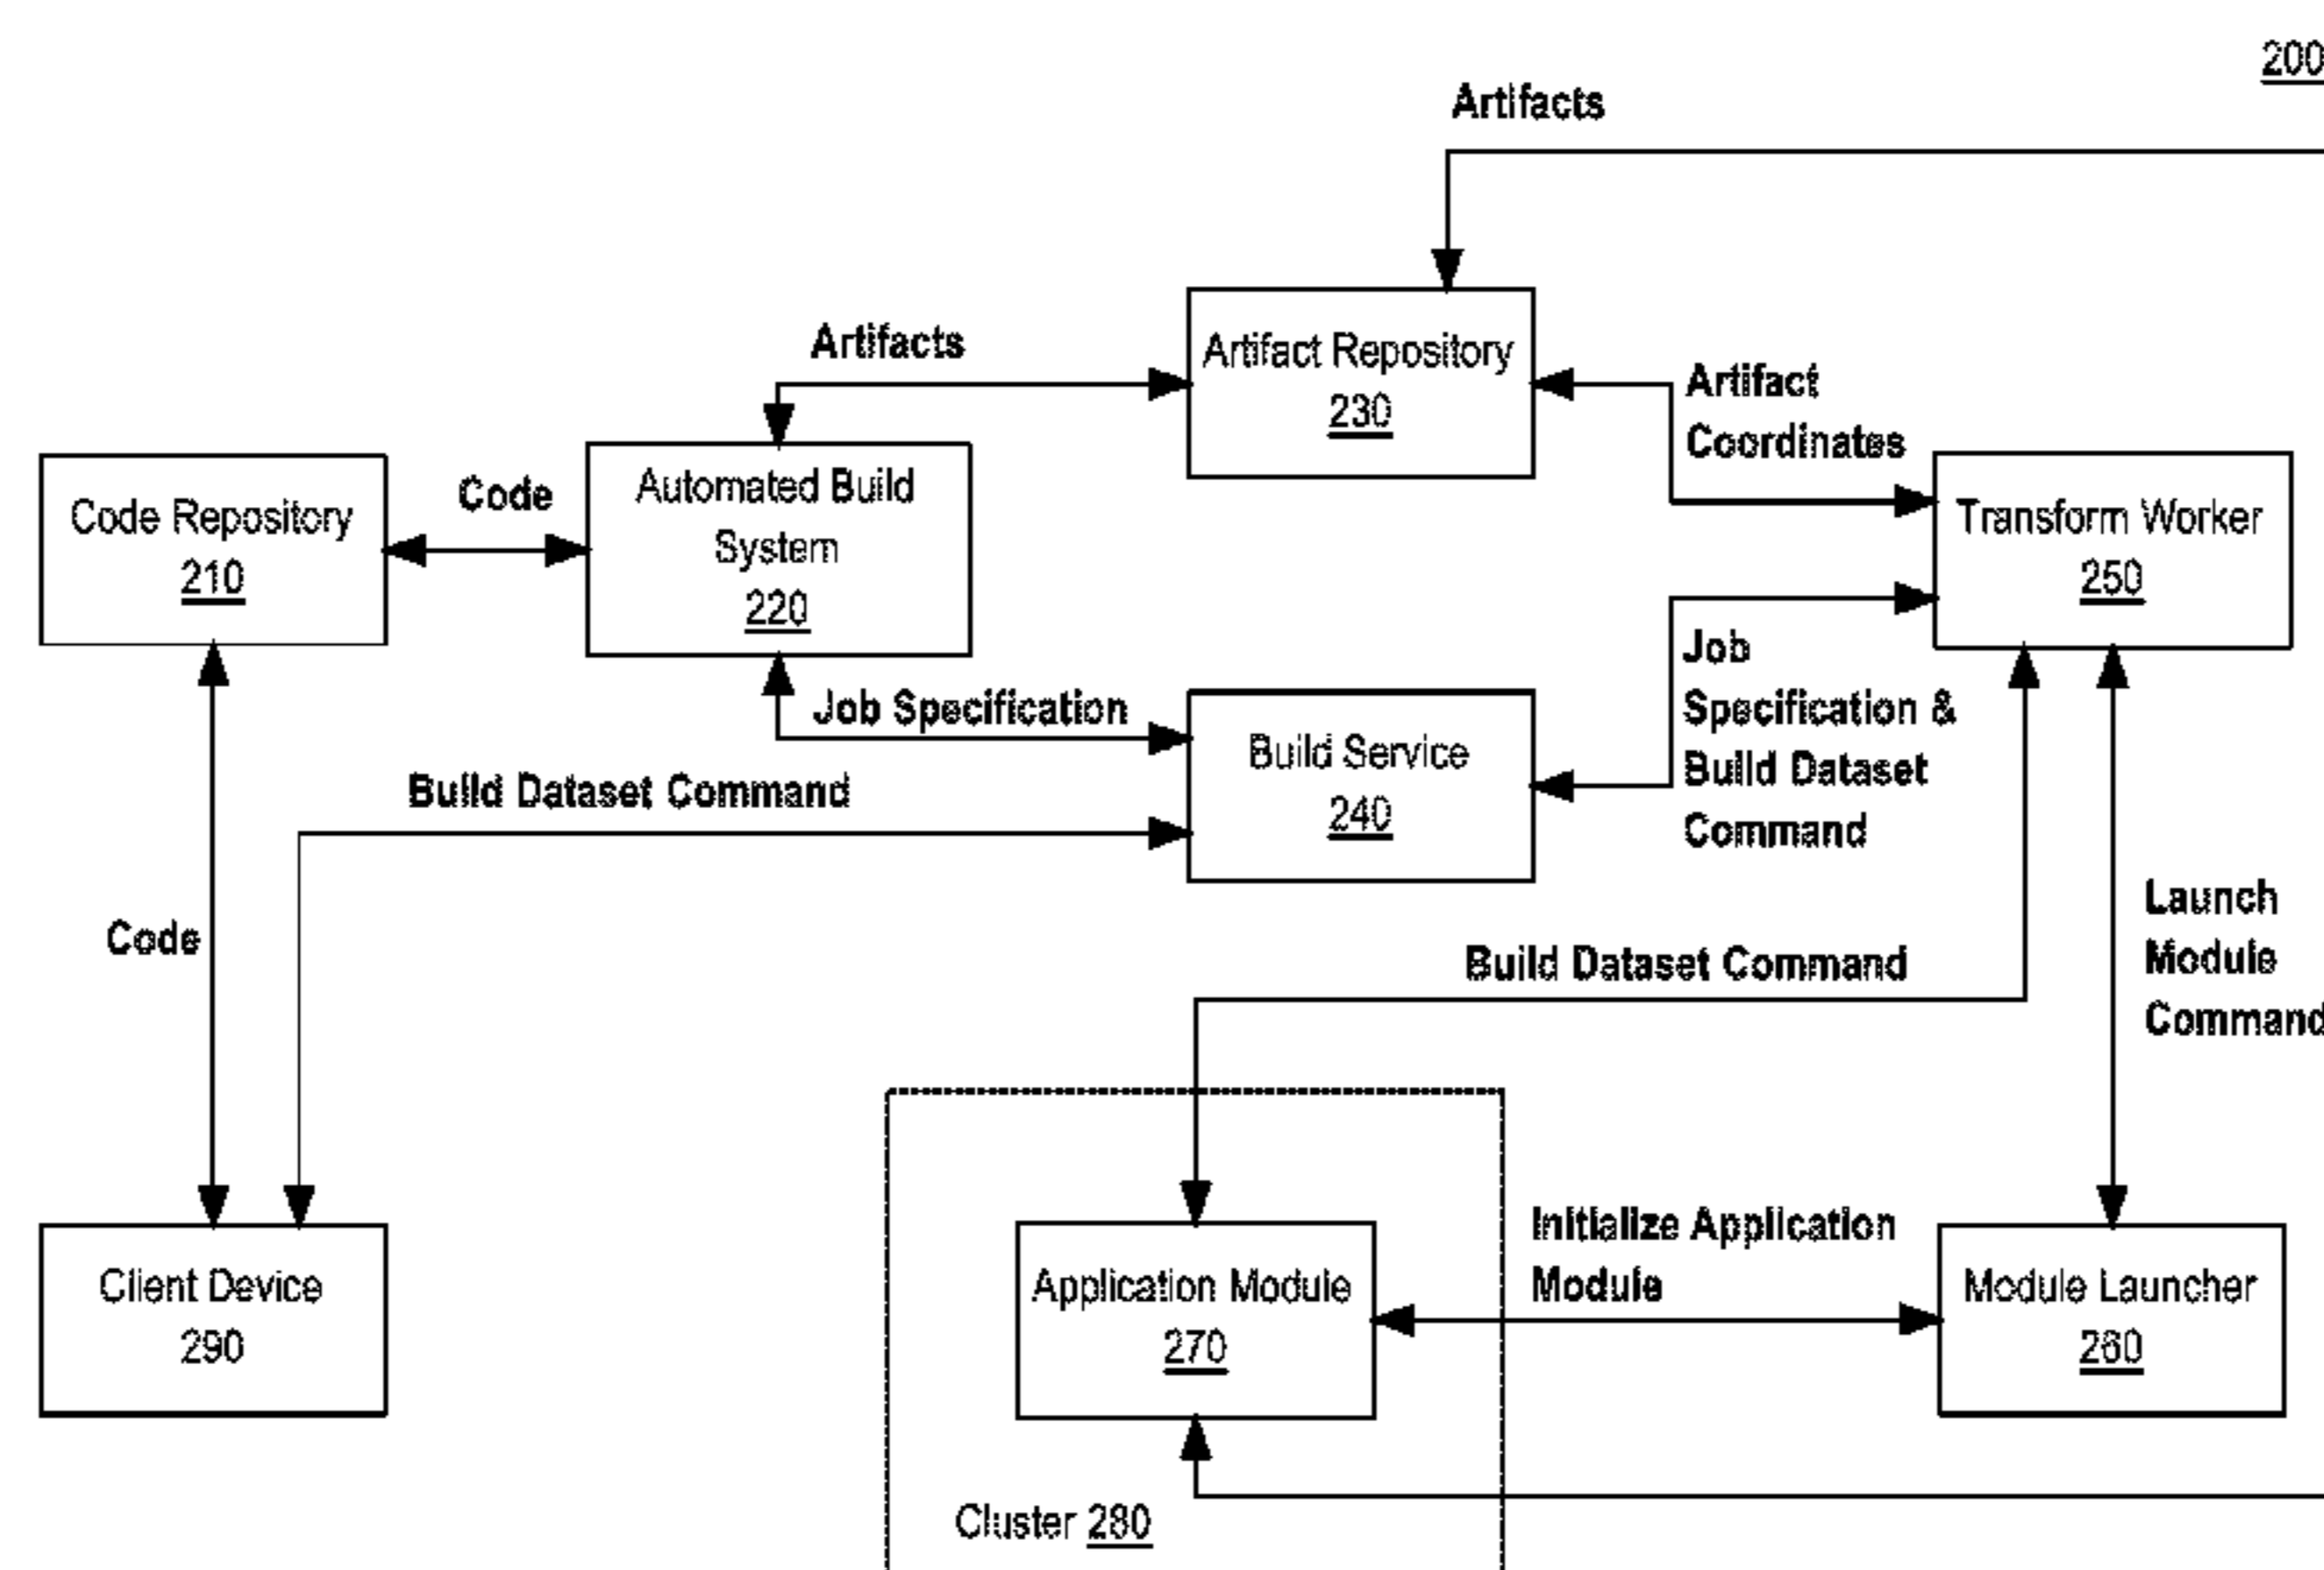 200
Artifacts
Artifacts
Artifact Repository
230
Artifact
Coordinates
Code Repository
210
Code
Automated Build
System
220
Transform Worker
250
Job Specification
Build Service
240
Job
Specification &
Build Dataset
Command
Build Dataset Command
Code
Build Dataset Command
Launch
Module
Command
Client Device
290
Application Module
270
Initialize Application
Module
Module Launcher
260
Cluster 280